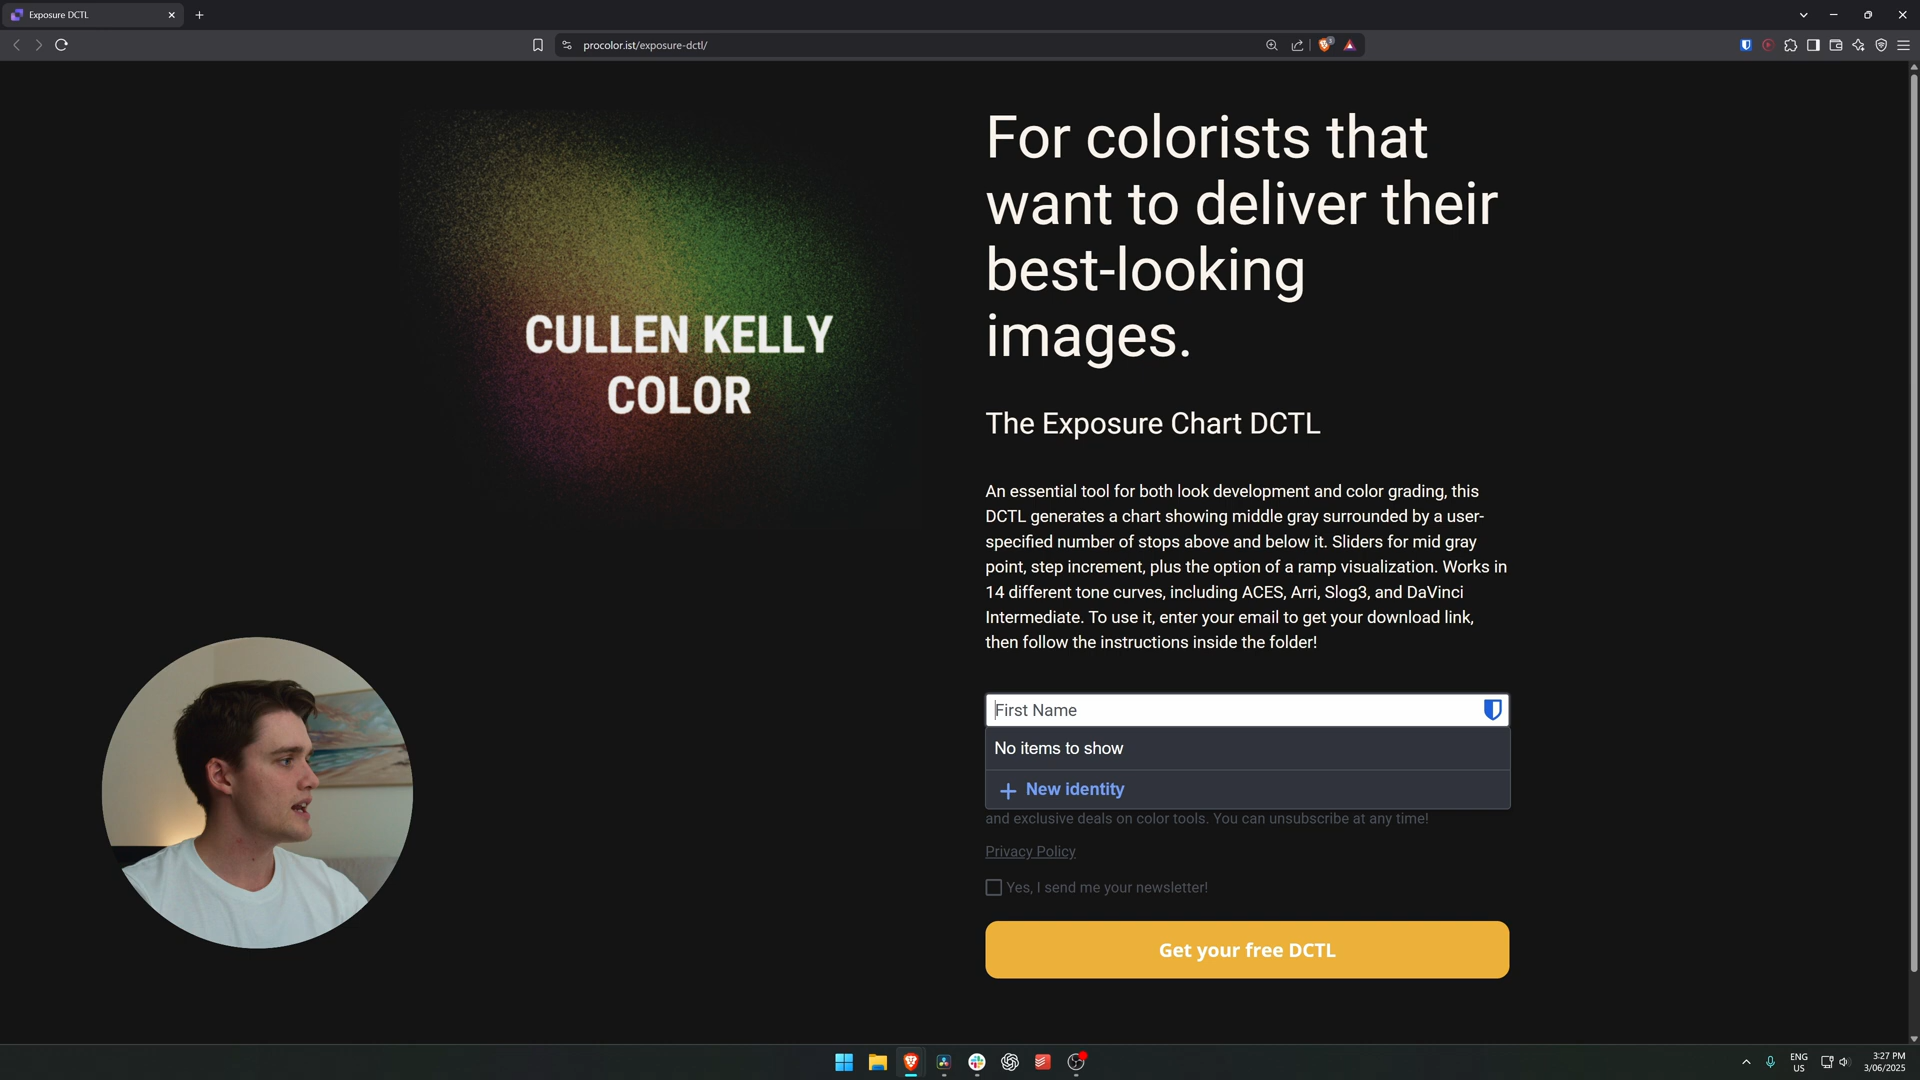 Exposure DCTL
procolor.ist/exposure-dctl/
CULLEN KELLY
COLOR
For colorists that
want to deliver their
best-looking
images.
The Exposure Chart DCTL
An essential tool for both look development and color grading, this
DCTL generates a chart showing middle gray surrounded by a user-
specified number of stops above and below it. Sliders for mid gray
point, step increment, plus the option of a ramp visualization. Works in
14 different tone curves, including ACES, Arri, Slog3, and DaVinci
Intermediate. To use it, enter your email to get your download link,
then follow the instructions inside the folder!
First Name
No items to show
+ New identity
and exclusive deals on color tools. You can unsubscribe at any time!
Privacy Policy
Yes, I send me your newsletter!
Get your free DCTL
ENG
US
3:27 PM
3/06/2025